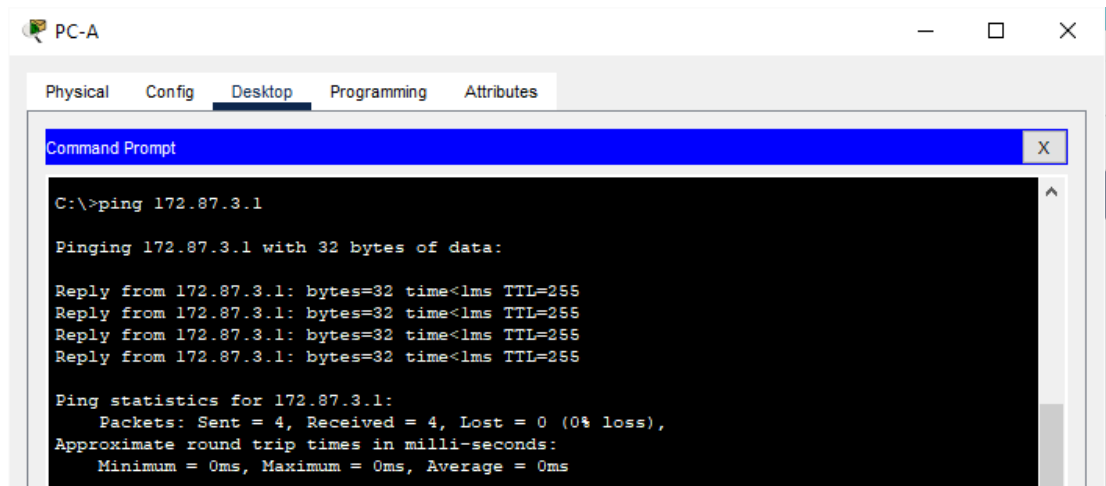 PC-A
Physical Config Desktop Programming Attributes
Command Prompt X
C:\>ping 172.87.3.1
Pinging 172.87.3.1 with 32 bytes of data:
Reply from 172.87.3.1: bytes=32 time<1ms TTL=255
Reply from 172.87.3.1: bytes=32 time<1ms TTL=255
Reply from 172.87.3.1: bytes=32 time<1ms TTL=255
Reply from 172.87.3.1: bytes=32 time<1ms TTL=255
Ping statistics for 172.87.3.1:
Packets: Sent = 4, Received = 4, Lost = 0 (0% loss),
Approximate round trip times in milli-seconds:
Minimum = 0ms, Maximum = 0ms, Average = 0ms